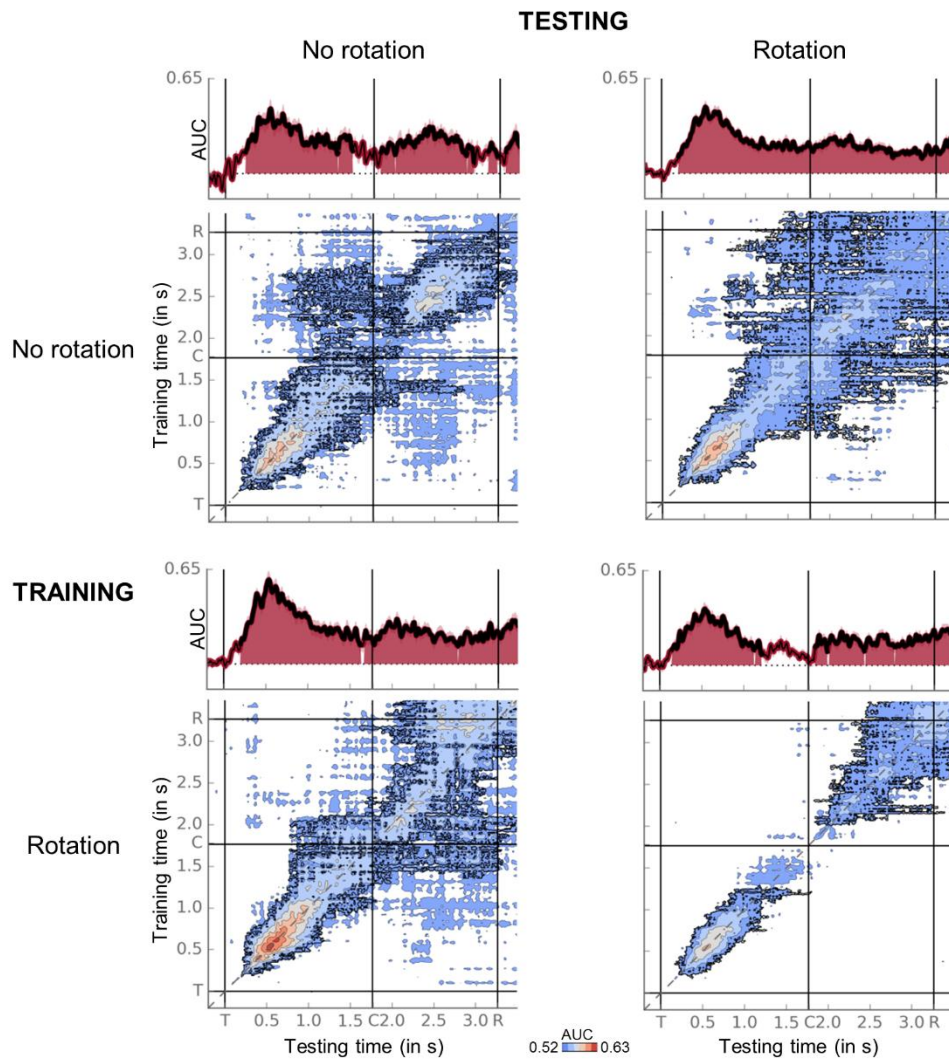 TESTING
No rotation
Rotation
0.65
AUC
No rotation
Training time (in s)
R
3.0
2.5
2.0
C
1.5
1.0
0.5
T
TRAINING
0.65
AUC
0.65
Rotation
Training time (in s)
R
3.0
2.5
2.0
C
1.5
1.0
0.5
T
T 0.5 1.0 1.5 C 2.0 2.5 3.0 R
T 0.5 1.0 1.5 C2.0 2.5 3.0 R
Testing time (in s)
AUC
0.52 0.63
Testing time (in s)